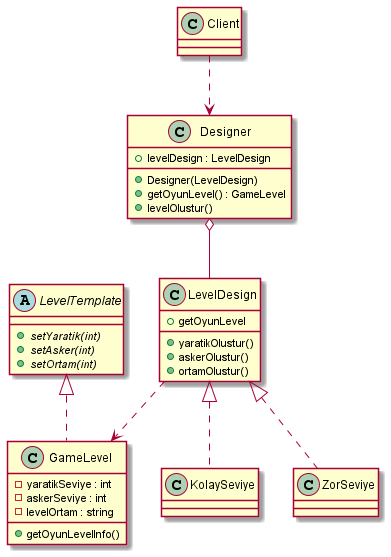 C Client
C Designer
levelDesign : LevelDesign
Designer(LevelDesign)
getOyunLevel() : GameLevel
levelOlustur()
A LevelTemplate
setYaratik(int)
setAsker(int)
setOrtam(int)
C LevelDesign
getOyunLevel
yaratikOlustur()
askerOlustur()
ortamOlustur()
C GameLevel
yaratikSeviye : int
askerSeviye : int
levelOrtam : string
getOyunLevelInfo()
C KolaySeviye
C ZorSeviye